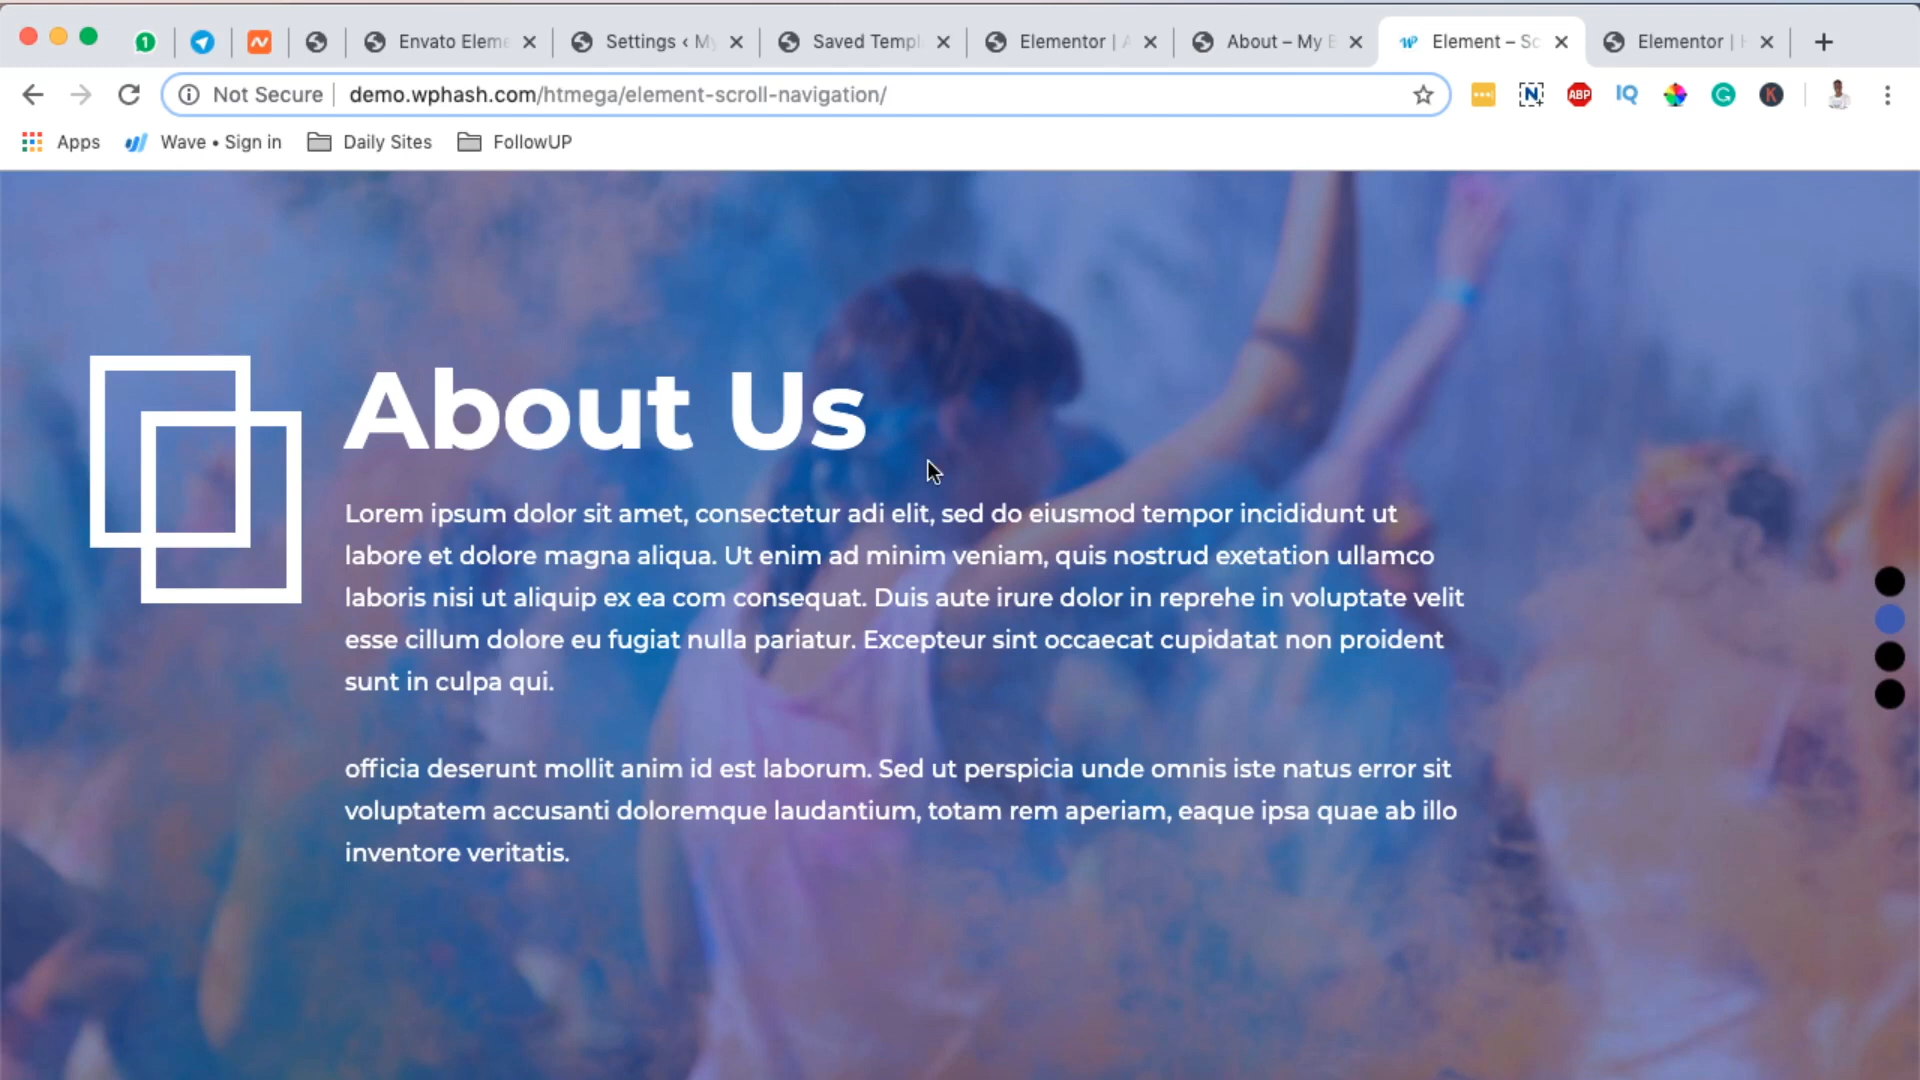 1
Envato Eleme
Settings ‹ My
Saved Templ
Elementor |
About – My
Element – Sc
Elementor |
Not Secure
demo.wphash.com/htmega/element-scroll-navigation/
N
ABP
IQ
G
K
Apps
Wave • Sign in
Daily Sites
FollowUP
About Us
Lorem ipsum dolor sit amet, consectetur adi elit, sed do eiusmod tempor incididunt ut
labore et dolore magna aliqua. Ut enim ad minim veniam, quis nostrud exetation ullamco
laboris nisi ut aliquip ex ea com consequat. Duis aute irure dolor in reprehe in voluptate velit
esse cillum dolore eu fugiat nulla pariatur. Excepteur sint occaecat cupidatat non proident
sunt in culpa qui.
officia deserunt mollit anim id est laborum. Sed ut perspicia unde omnis iste natus error sit
voluptatem accusanti doloremque laudantium, totam rem aperiam, eaque ipsa quae ab illo
inventore veritatis.